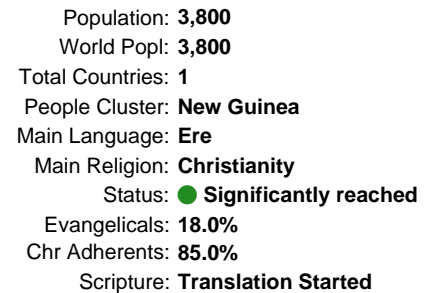 Population: 3,800
World Popl: 3,800
Total Countries: 1
People Cluster: New Guinea
Main Language: Ere
Main Religion: Christianity
Status: Significantly reached
Evangelicals: 18.0%
Chr Adherents: 85.0%
Scripture: Translation Started